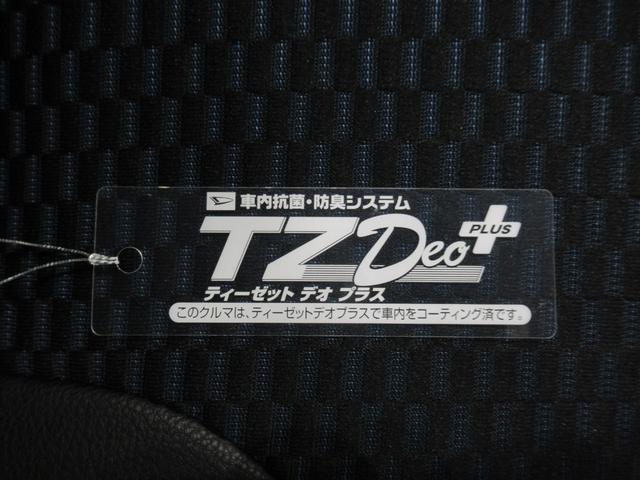 車内抗菌・防臭システム
TZ Deo PLUS
ティーゼット デオ プラス
このクルマは、ティーゼットデオプラスで車内をコーティング済です。